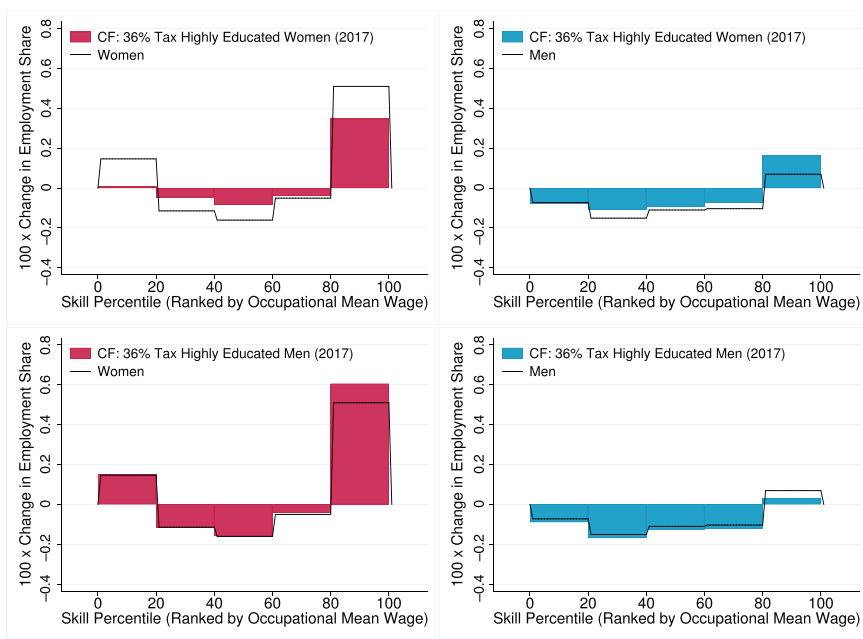 100 x Change in Employment Share
0.8
0.6
0.4
0.2
0
−0.2
−0.4
CF: 36% Tax Highly Educated Women (2017)
Women
0 20 40 60 80 100
Skill Percentile (Ranked by Occupational Mean Wage)
100 x Change in Employment Share
0.8
0.6
0.4
0.2
0
−0.2
−0.4
CF: 36% Tax Highly Educated Women (2017)
Men
0 20 40 60 80 100
Skill Percentile (Ranked by Occupational Mean Wage)
100 x Change in Employment Share
0.8
0.6
0.4
0.2
0
−0.2
−0.4
CF: 36% Tax Highly Educated Men (2017)
Women
0 20 40 60 80 100
Skill Percentile (Ranked by Occupational Mean Wage)
100 x Change in Employment Share
0.8
0.6
0.4
0.2
0
−0.2
−0.4
CF: 36% Tax Highly Educated Men (2017)
Men
0 20 40 60 80 100
Skill Percentile (Ranked by Occupational Mean Wage)